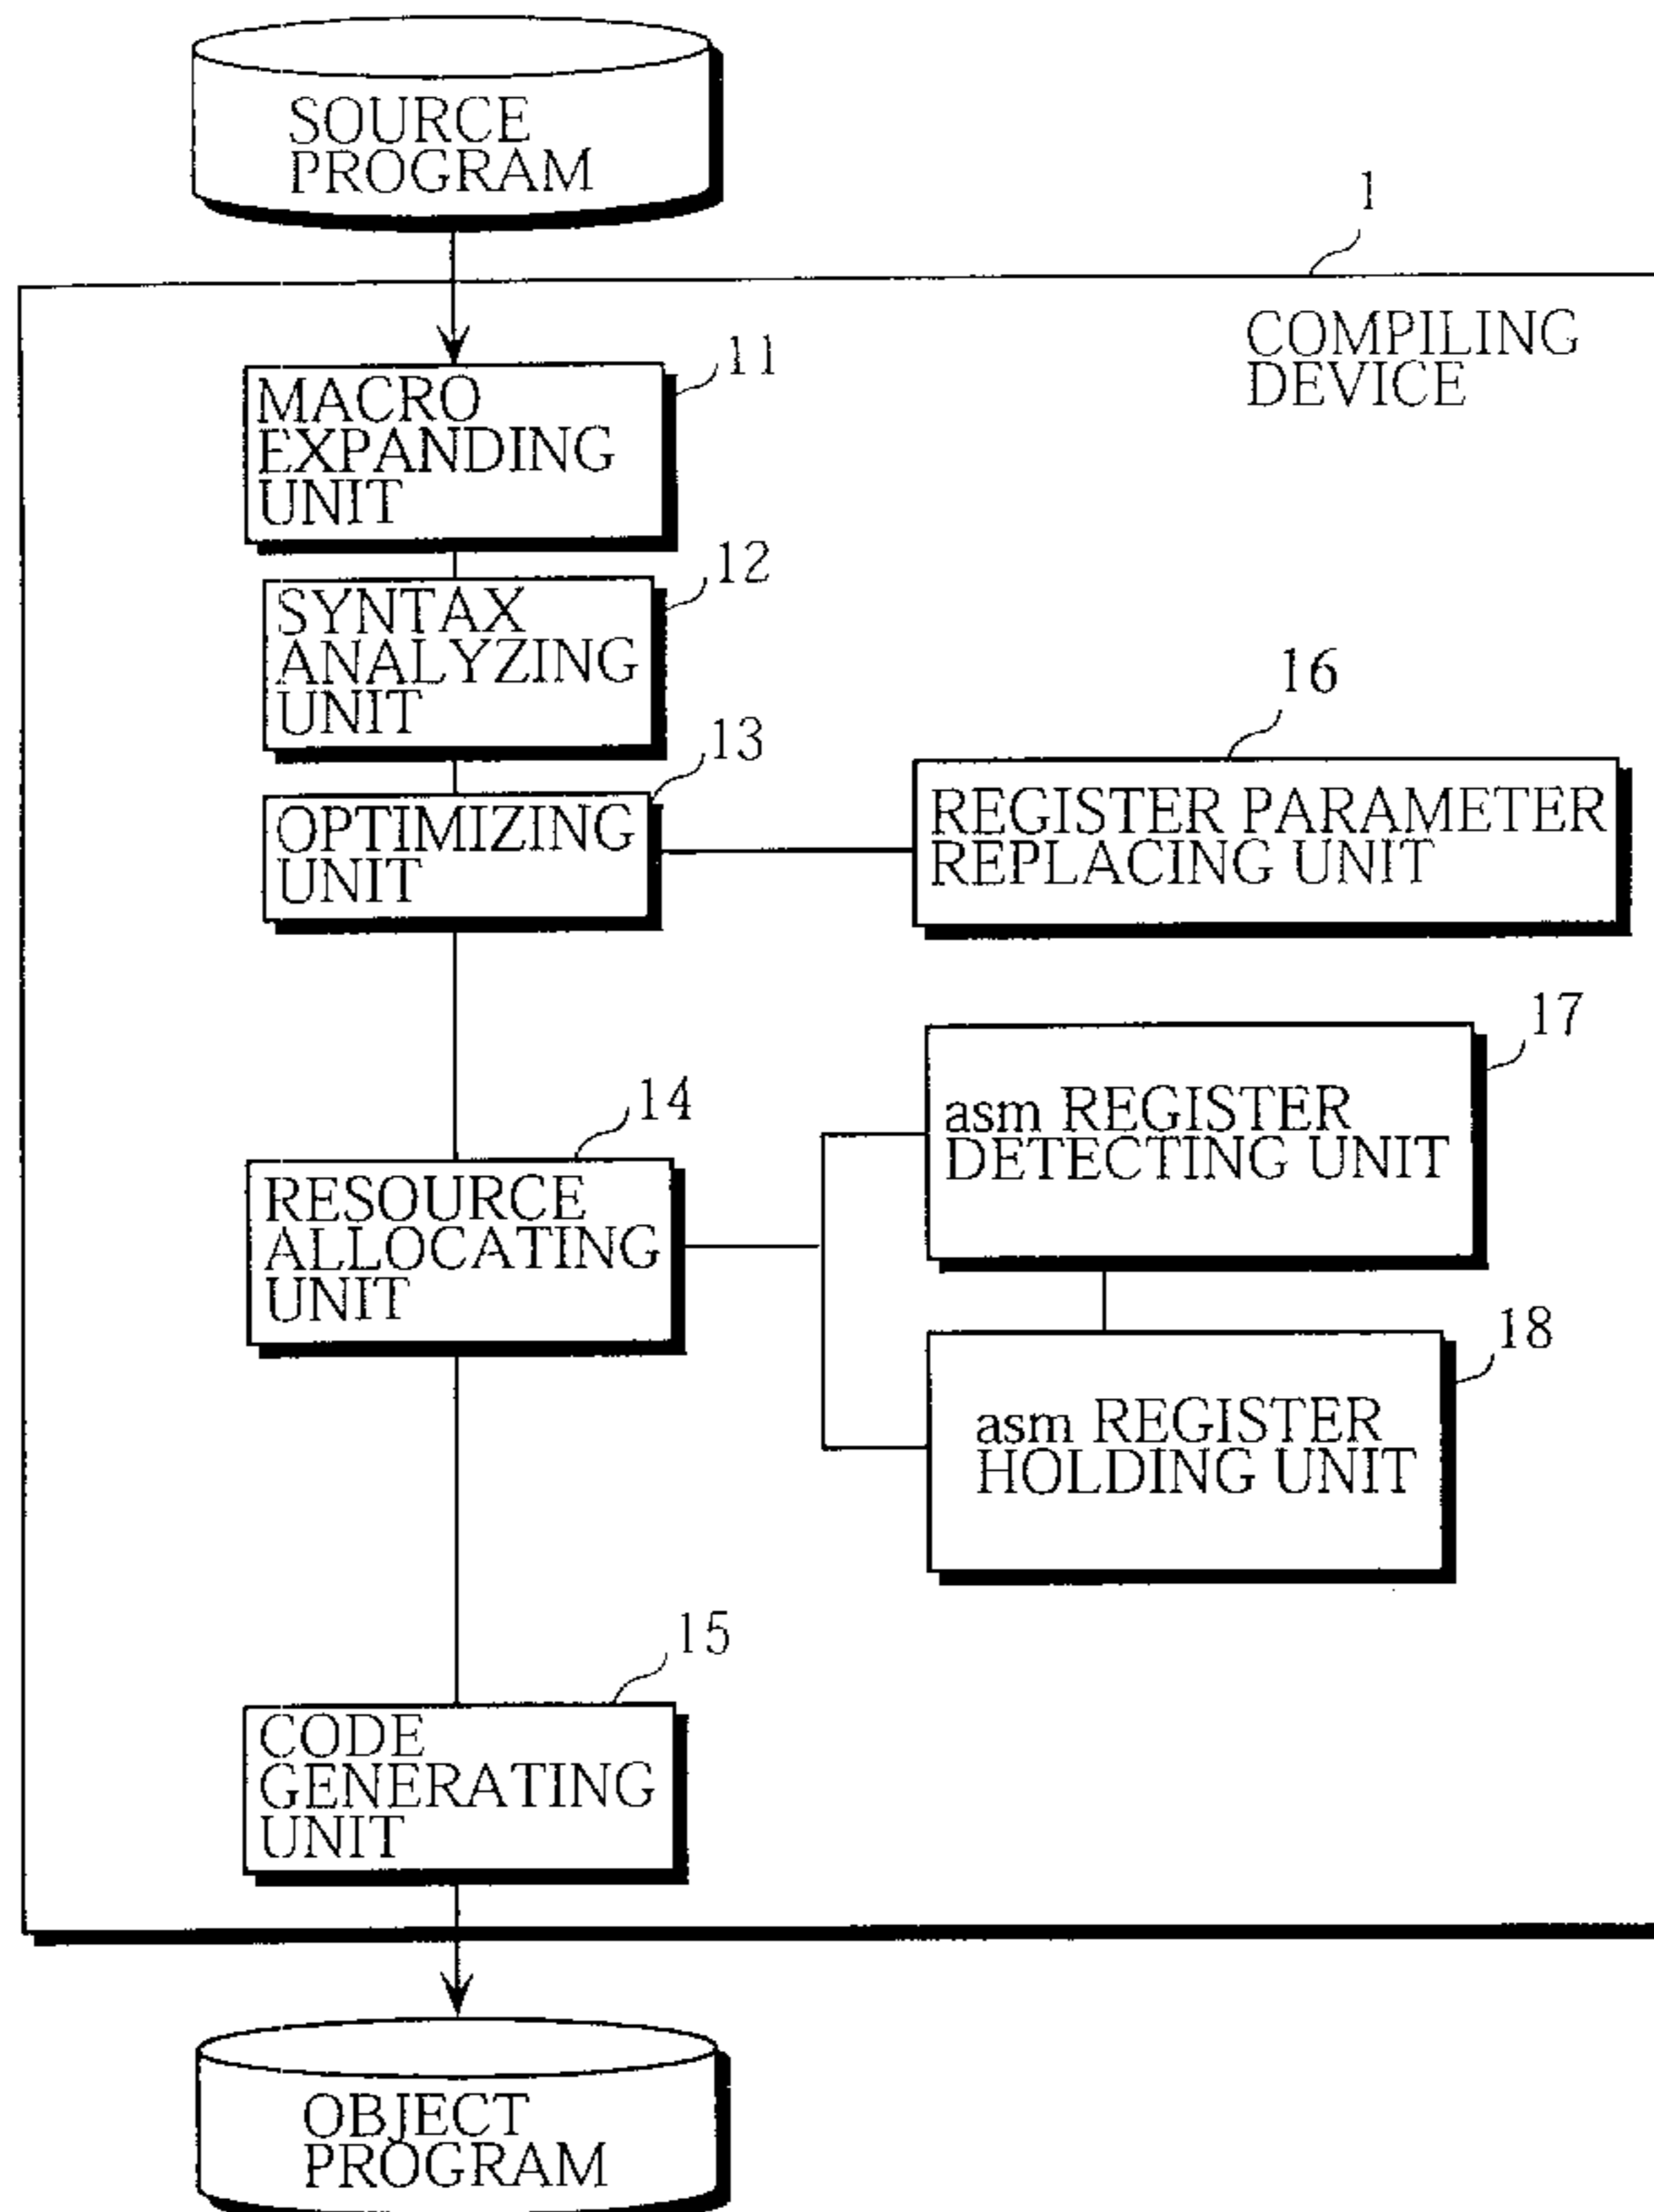 SOURCE
PROGRAM
1
COMPILING
DEVICE
11
MACRO
EXPANDING
UNIT
12
SYNTAX
ANALYZING
UNIT
13
OPTIMIZING
UNIT
16
REGISTER PARAMETER
REPLACING UNIT
17
asm REGISTER
DETECTING UNIT
14
RESOURCE
ALLOCATING
UNIT
18
asm REGISTER
HOLDING UNIT
15
CODE
GENERATING
UNIT
OBJECT
PROGRAM